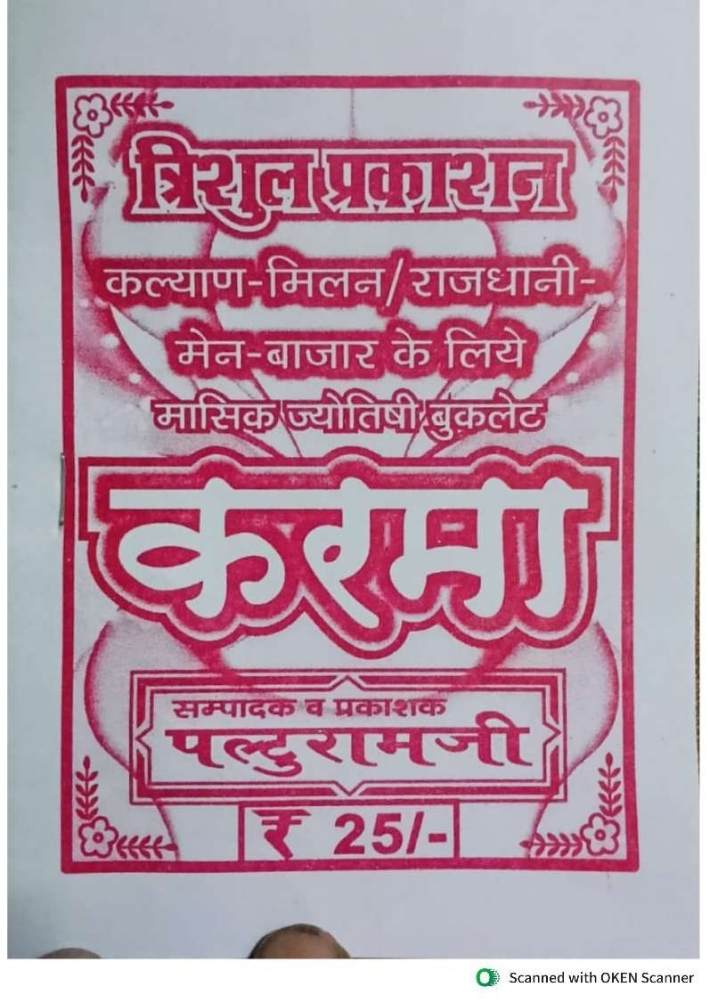 त्रिशुल प्रकाशन
कल्याण-मिलन/राजधानी-
मेन-बाजार के लिये
मासिक ज्योतिषी बुकलेट
करमा
सम्पादक व प्रकाशक
पल्टुरामजी
₹ 25/-
Scanned with OKEN Scanner